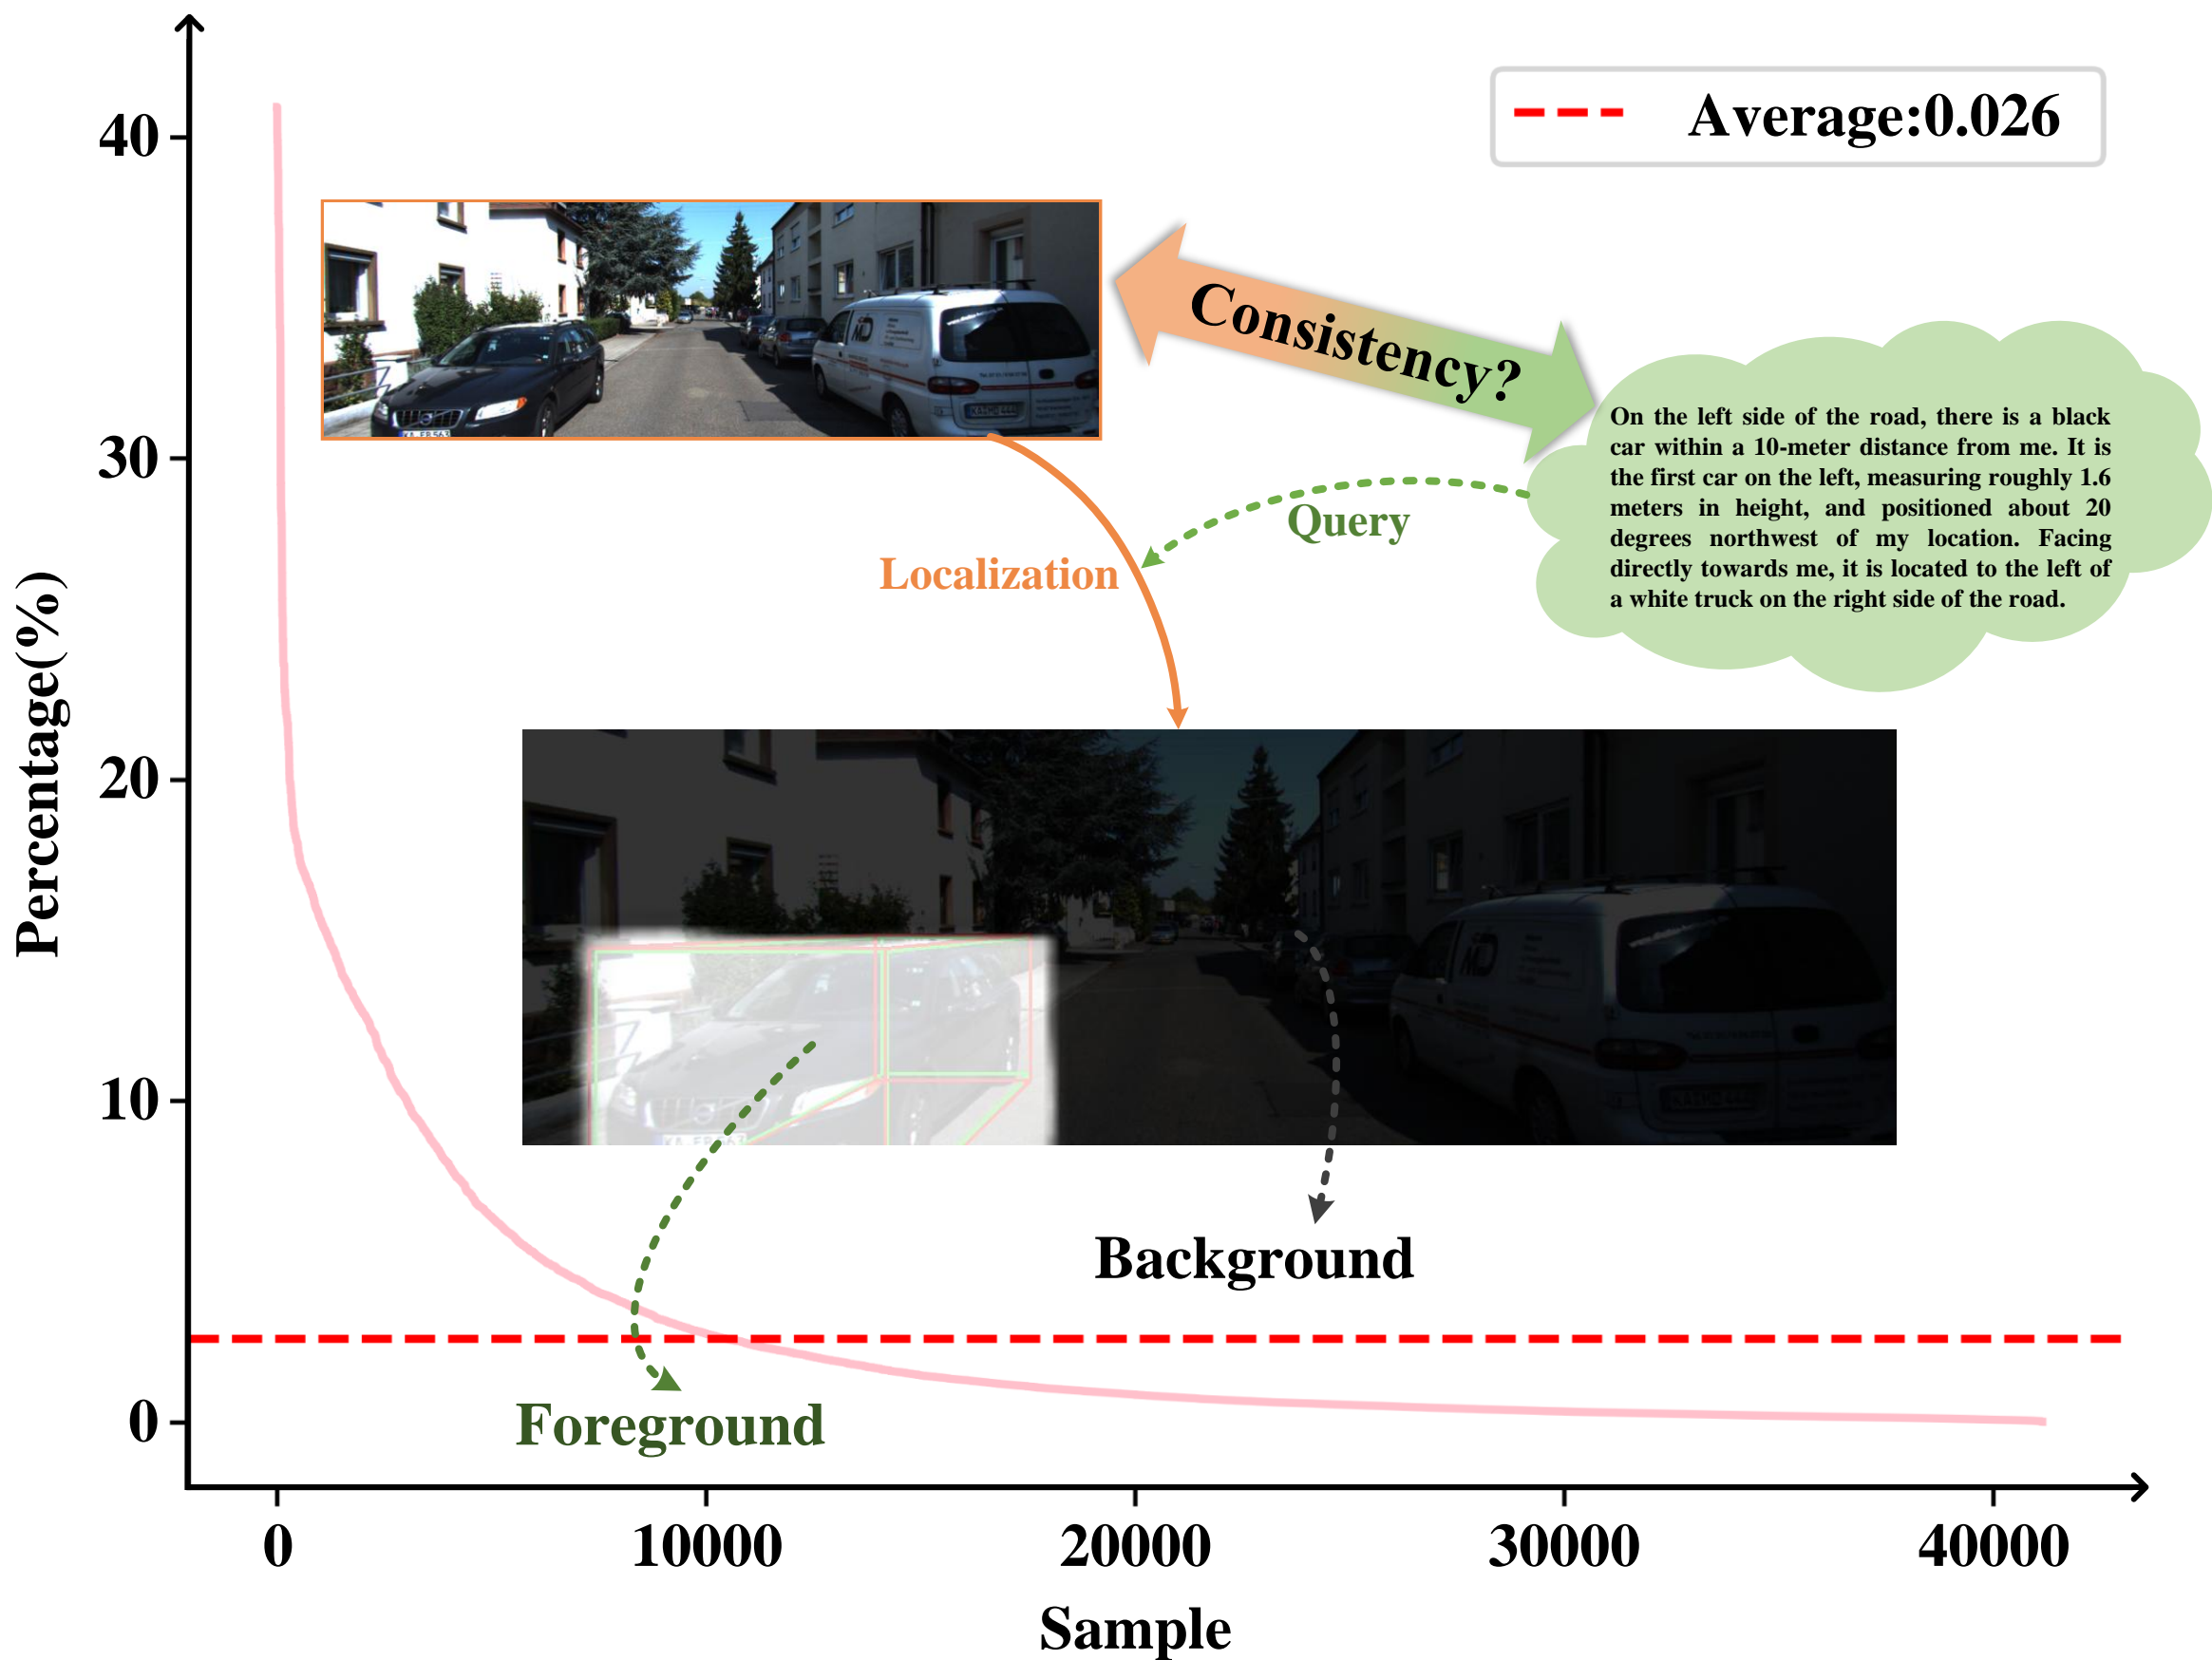 40
30
20
10
0
Percentage(%)
Average:0.026
Consistency?
On the left side of the road, there is a black
car within a 10-meter distance from me. It is
the first car on the left, measuring roughly 1.6
meters in height, and positioned about 20
degrees northwest of my location. Facing
directly towards me, it is located to the left of
a white truck on the right side of the road.
Query
Localization
Background
Foreground
0
10000
20000
30000
40000
Sample